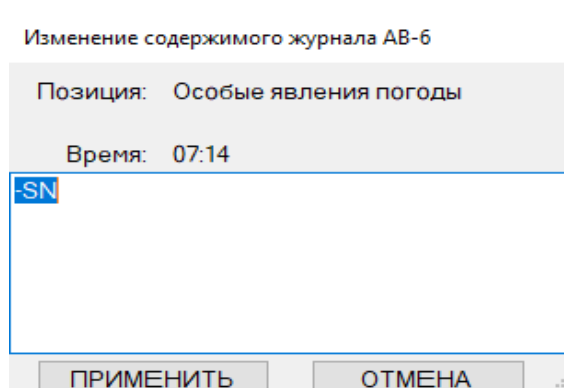 Изменение содержимого журнала АВ-6
Позиция: Особые явления погоды
Время: 07:14
-SN
ПРИМЕНИТЬ ОТМЕНА